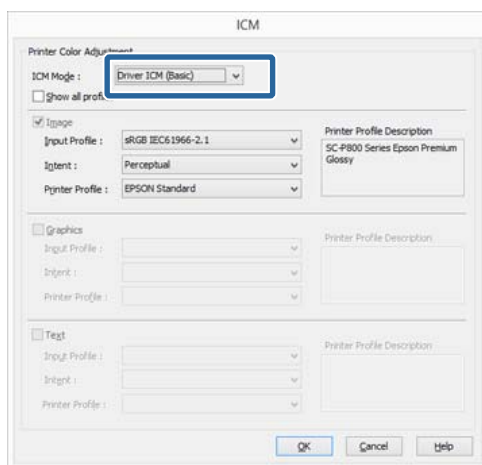 ICM
Printer Color Adjustment
ICM Mode :
Driver ICM (Basic)
Show all
Image
Input Profile :
sRGB IEC61966-2.1
Intent :
Perceptual
Printer Profile :
EPSON Standard
Printer Profile Description
SC-P800 Series Epson Premium
Glossy
Graphics
Input Profile :
Intent :
Printer Profile :
Printer Profile Description
Text
Input Profile :
Intent :
Printer Profile :
Printer Profile Description
OK
Cancel
Help